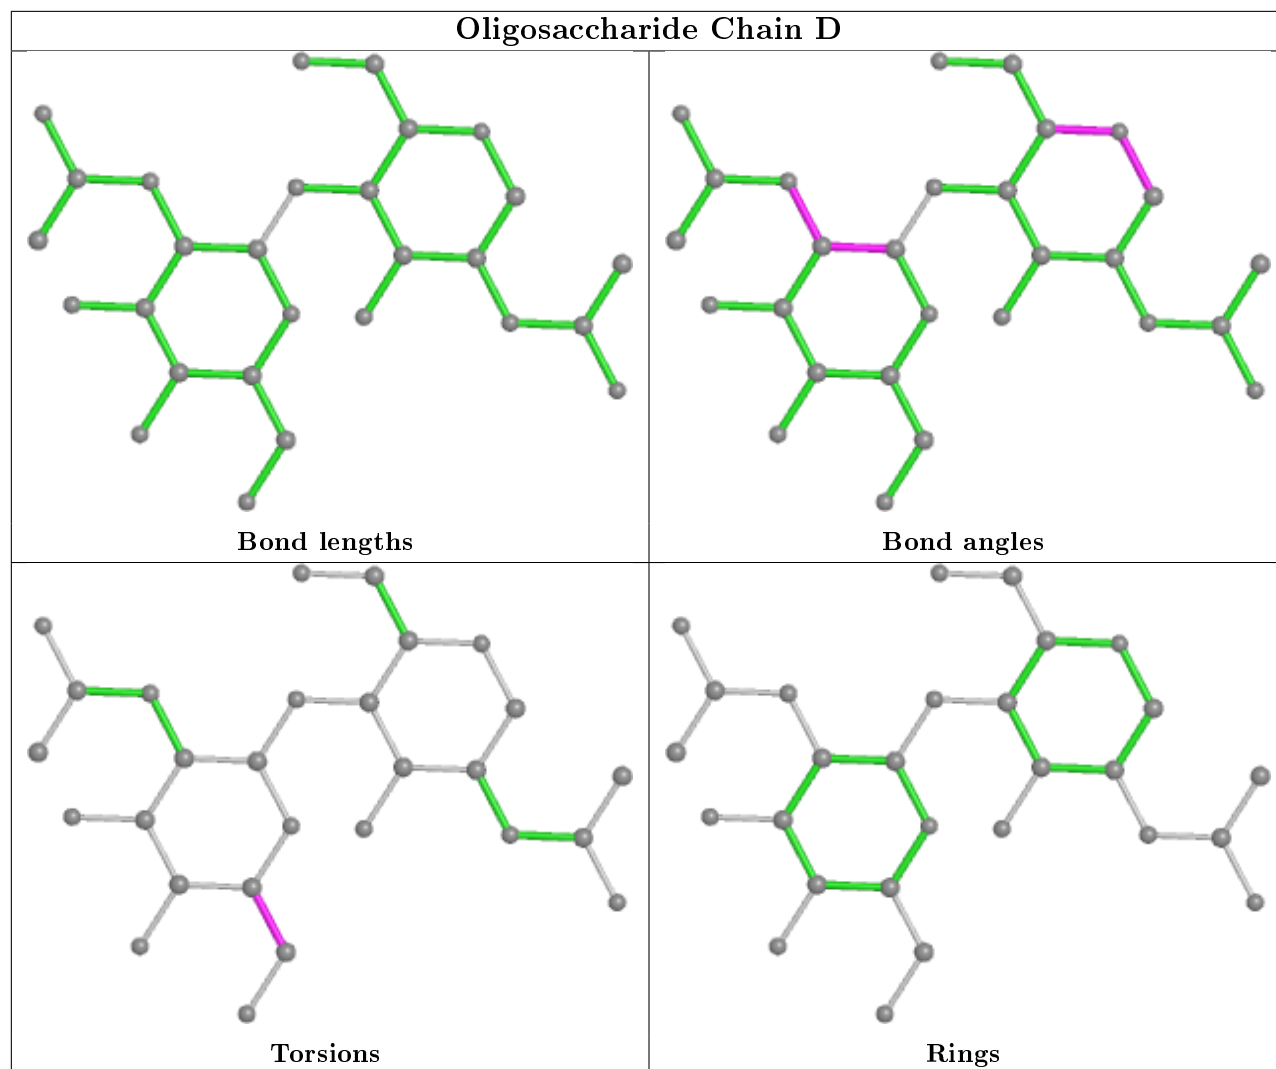 Oligosaccharide Chain D
Bond lengths
Bond angles
Torsions
Rings